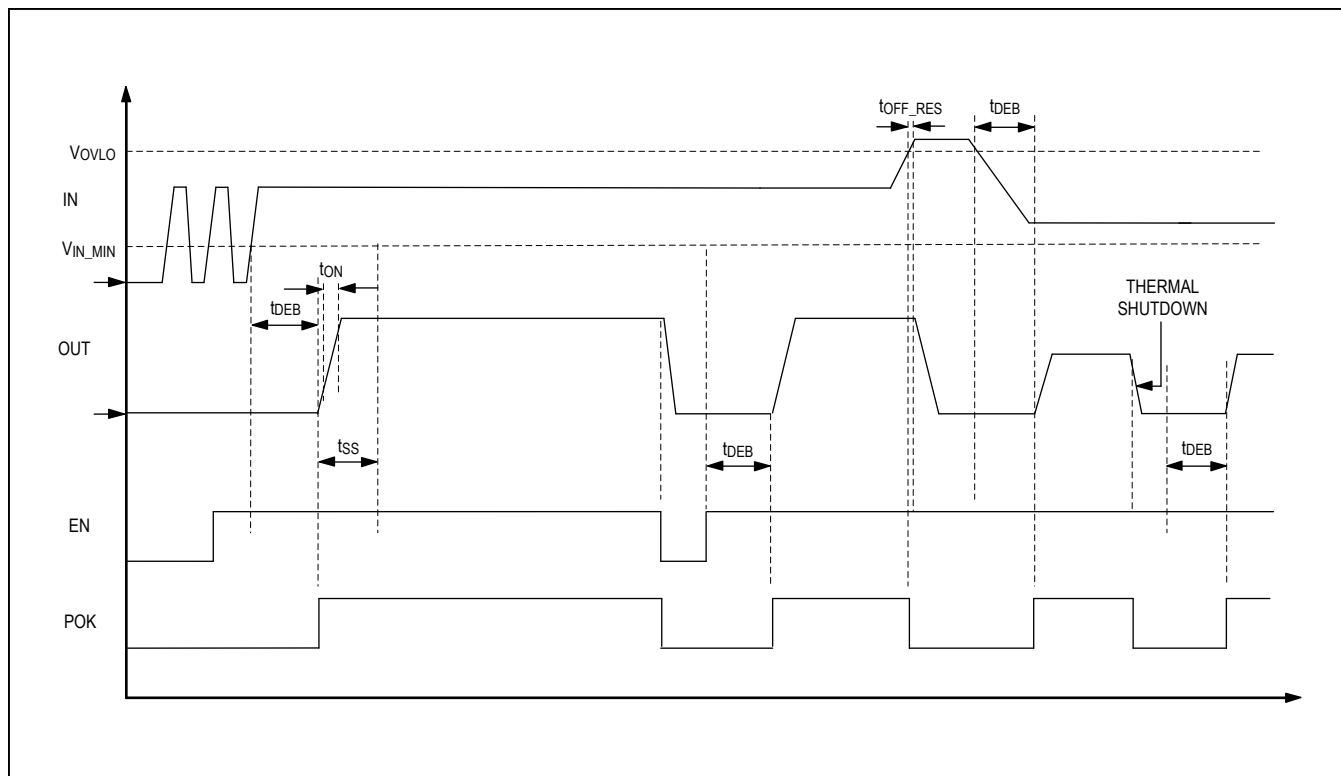 tOFF_RES
tDEB
VOVLO
IN
VIN_MIN
tON
THERMAL
SHUTDOWN
tDEB
OUT
tSS
tDEB
tDEB
EN
POK